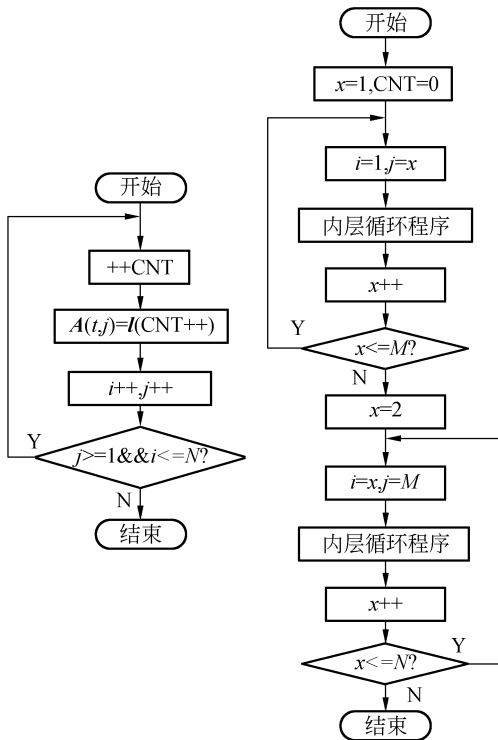 开始
++CNT
A(t,j)=l(CNT++)
i++,j++
j>=1&&i<=N?
Y
N
结束
开始
x=1,CNT=0
i=1,j=x
内层循环程序
x++
x<=M?
Y
N
x=2
i=x,j=M
内层循环程序
x++
x<=N?
Y
N
结束